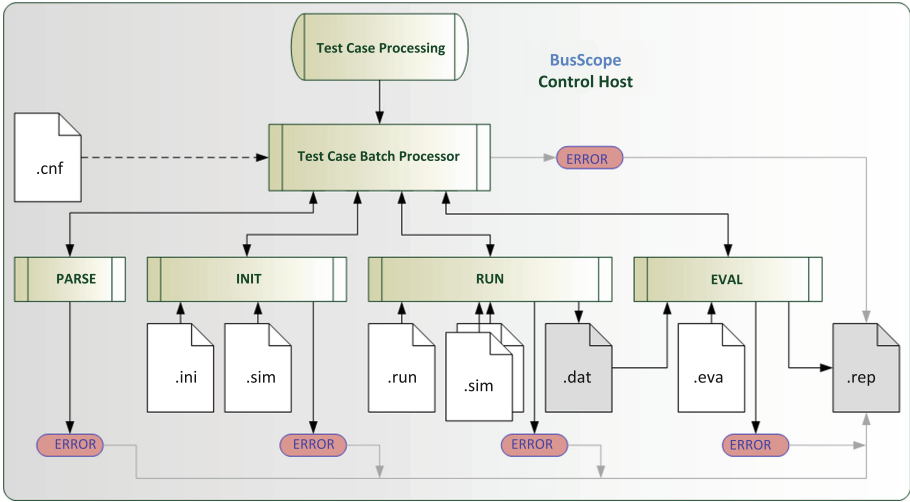 Test Case Processing
BusScope
Control Host
.cnf
Test Case Batch Processor
ERROR
PARSE
INIT
RUN
EVAL
.ini
.sim
.run
.sim
.dat
.eva
.rep
ERROR
ERROR
ERROR
ERROR